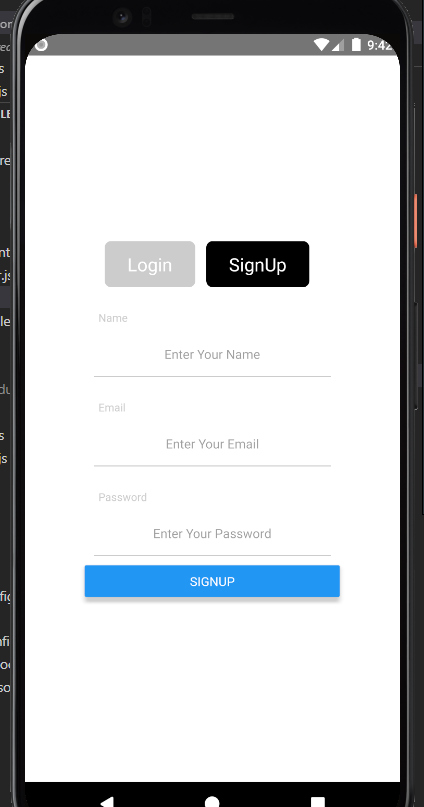 9:42
Login SignUp
Name
Enter Your Name
Email
Enter Your Email
Password
Enter Your Password
SIGNUP